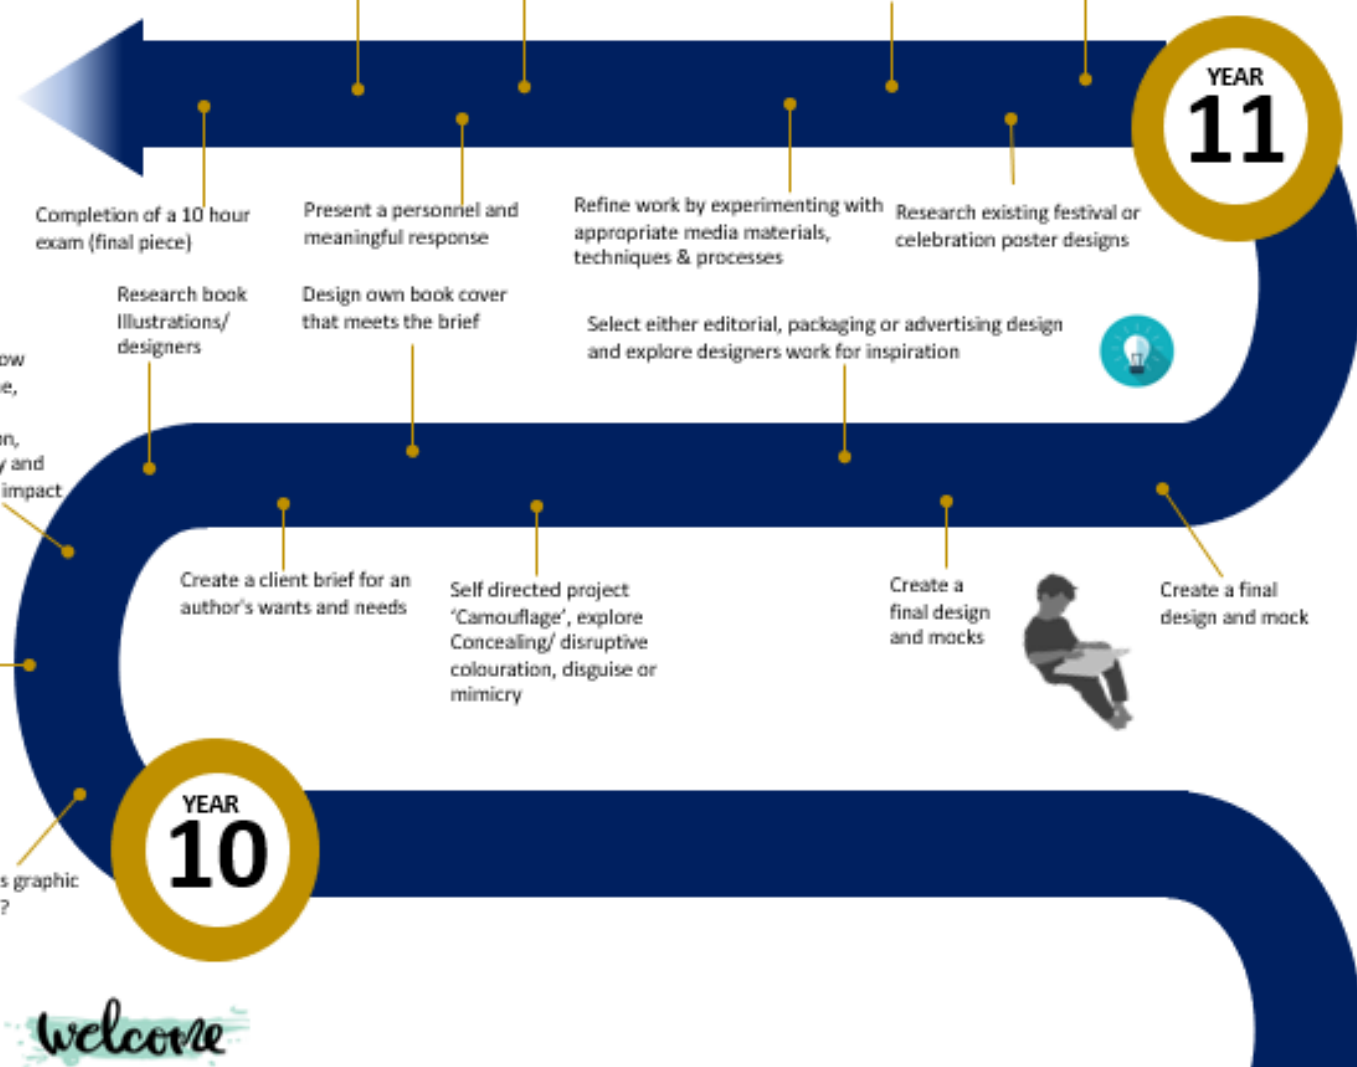 YEAR
11
Completion of a 10 hour
exam (final piece)
Present a personnel and
meaningful response
Refine work by experimenting with
appropriate media materials,
techniques & processes
Research existing festival or
celebration poster designs
Research book
Illustrations/
designers
Design own book cover
that meets the brief
Select either editorial, packaging or advertising design
and explore designers work for inspiration
and
impact
Create a client brief for an
author's wants and needs
Self directed project
‘Camouflage’, explore
Concealing/ disruptive
colouration, disguise or
mimicry
Create a
final design
and mocks
Create a final
design and mock
YEAR
10
graphic
?
welcome